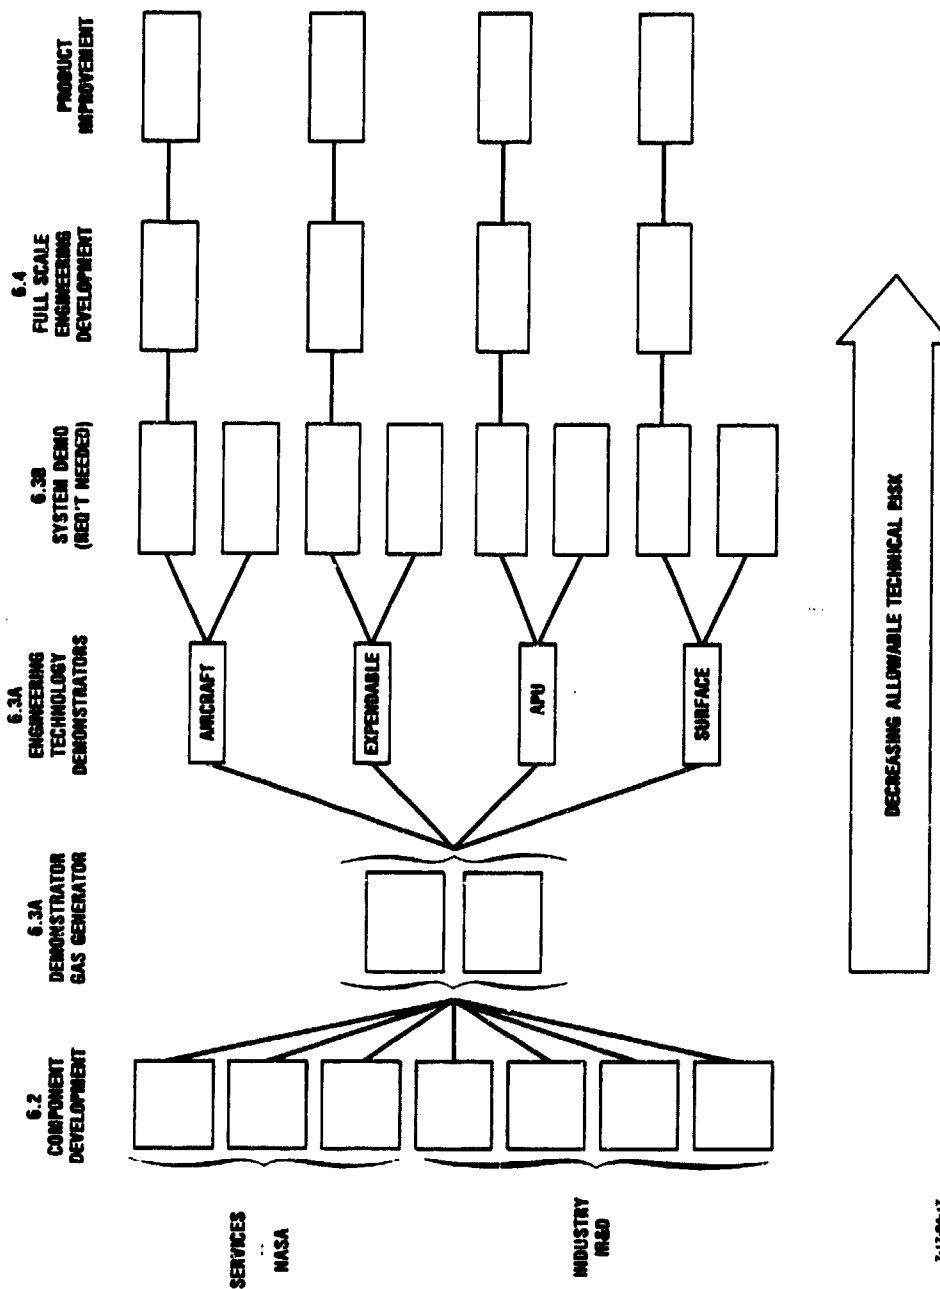 6.2
COMPONENT
DEVELOPMENT
6.3A
DEMONSTRATOR
GAS GENERATOR
6.3A
ENGINEERING
TECHNOLOGY
DEMONSTRATORS
6.3B
SYSTEM DEMO
(REQ'T NEEDED)
6.4
FULL SCALE
ENGINEERING
DEVELOPMENT
PRODUCT
IMPROVEMENT
SERVICES
NASA
INDUSTRY
AIRCRAFT
EXPENDABLE
APU
SURFACE
DECREASING ALLOWABLE TECHNICAL RISK